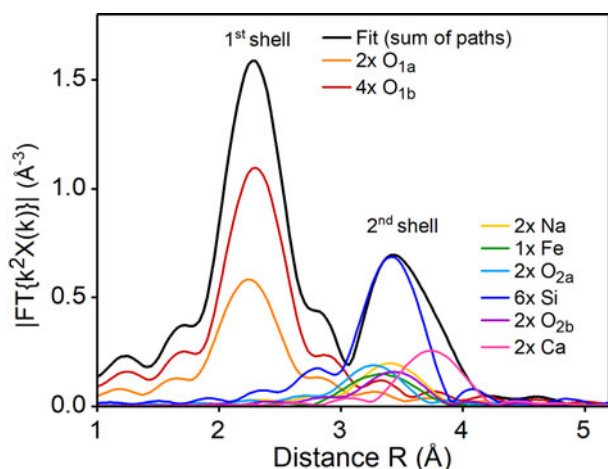 1st shell
Fit (sum of paths)
2x O1a
4x O1b
2nd shell
2x Na
1x Fe
2x O2a
6x Si
2x O2b
2x Ca
|FT{k²X(k)}| (Å-³)
1.5
1.0
0.5
0.0
1 2 3 4 5
Distance R (Å)